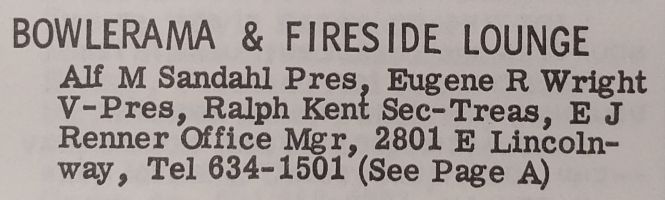 BOWLERAMA & FIRESIDE LOUNGE
Alf M Sandahl Pres, Eugene R Wright
V-Pres, Ralph Kent Sec-Treas, E J
Renner Office Mgr, 2801 E Lincoln-
way, Tel 634-1501 (See Page A)